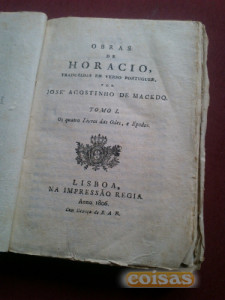 OBRAS
DE
HORACIO,
TRADUZIDAS EM VERSO PORTUGUEZ,
POR
JOSÉ AGOSTINHO DE MACEDO.
TOMO I.
Os quatro Livros das Odes, e Epodos.
LISBOA,
NA IMPRESSÃO REGIA.
Anno 1806.
Com licença de S. A. R.
coisas